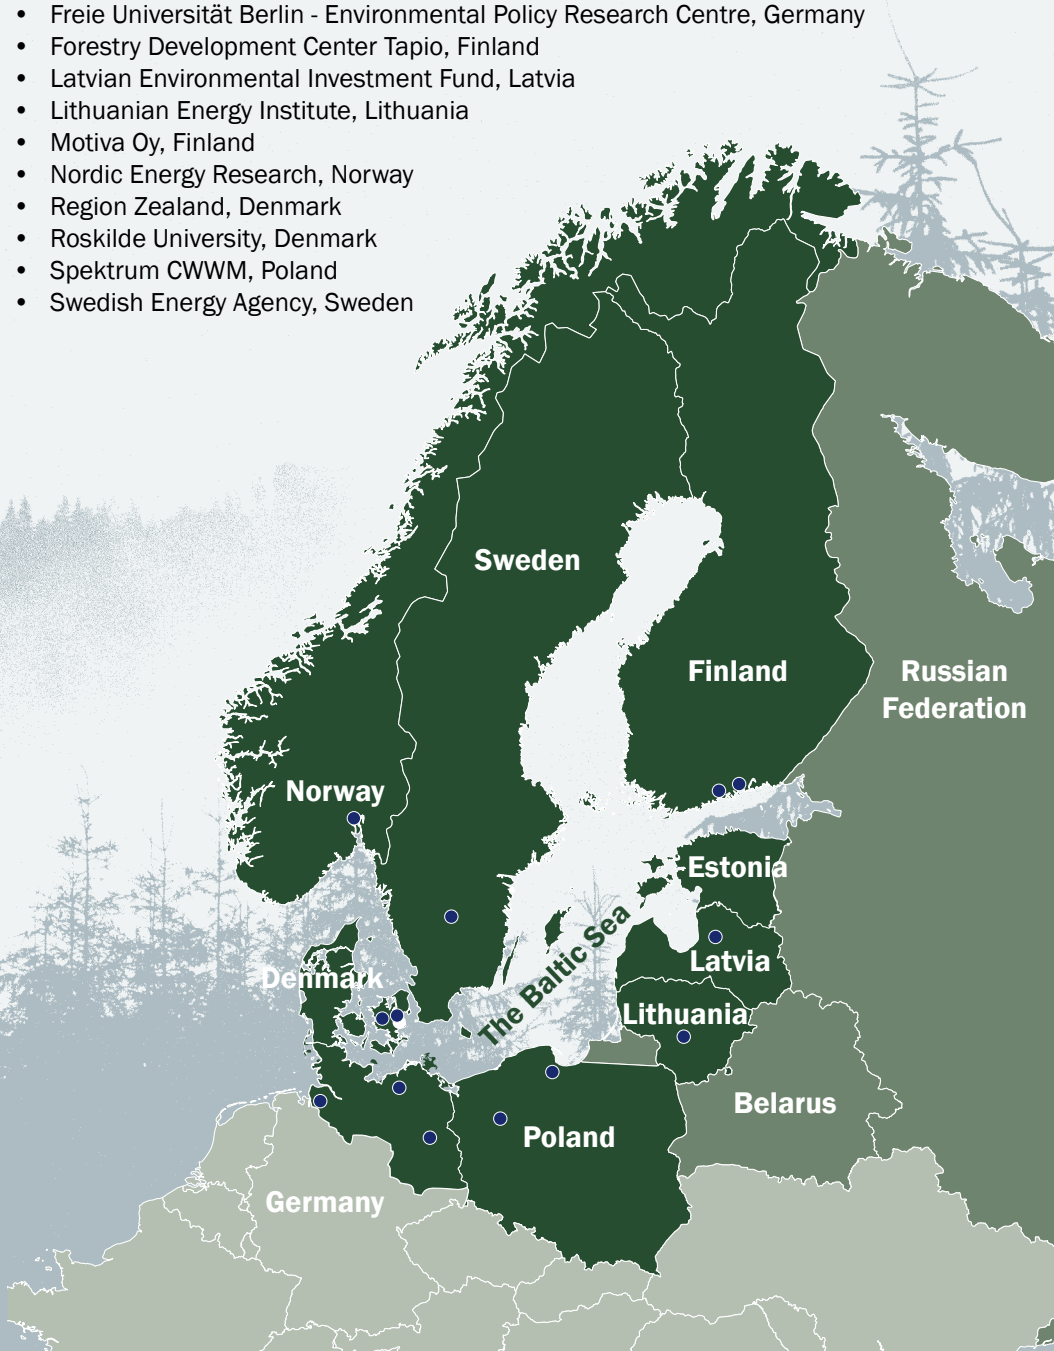 • Freie Universität Berlin - Environmental Policy Research Centre, Germany
• Forestry Development Center Tapio, Finland
• Latvian Environmental Investment Fund, Latvia
• Lithuanian Energy Institute, Lithuania
• Motiva Oy, Finland
• Nordic Energy Research, Norway
• Region Zealand, Denmark
• Roskilde University, Denmark
• Spektrum CWWM, Poland
• Swedish Energy Agency, Sweden
Sweden
Finland
Russian
Federation
Norway
Estonia
The Baltic Sea
Latvia
Denmark
Lithuania
Belarus
Poland
Germany